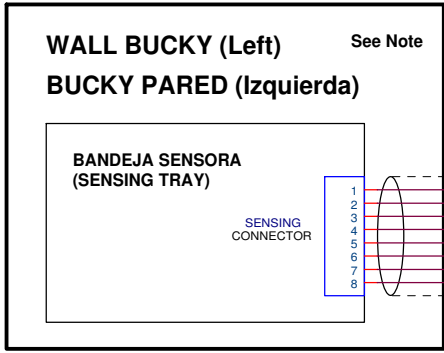 WALL BUCKY (Left)
See Note
BUCKY PARED (Izquierda)
BANDEJA SENSORA
(SENSING TRAY)
SENSING
CONNECTOR
1
2
3
4
5
6
7
8